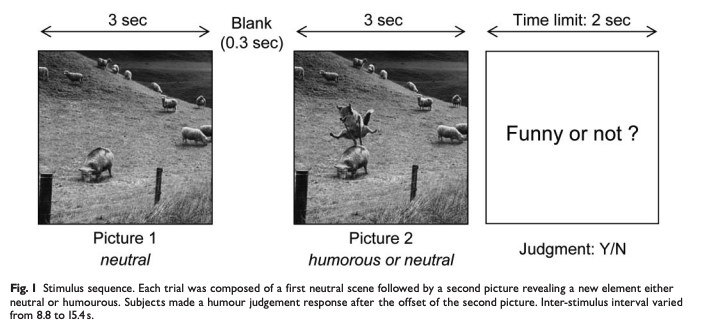 3 sec
Blank
(0.3 sec)
3 sec
Time limit: 2 sec
Funny or not ?
Picture 1
neutral
Picture 2
humorous or neutral
Judgment: Y/N
Fig. 1 Stimulus sequence. Each trial was composed of a first neutral scene followed by a second picture revealing a new element either
neutral or humourous. Subjects made a humour judgement response after the offset of the second picture. Inter-stimulus interval varied
from 8.8 to 15.4 s.